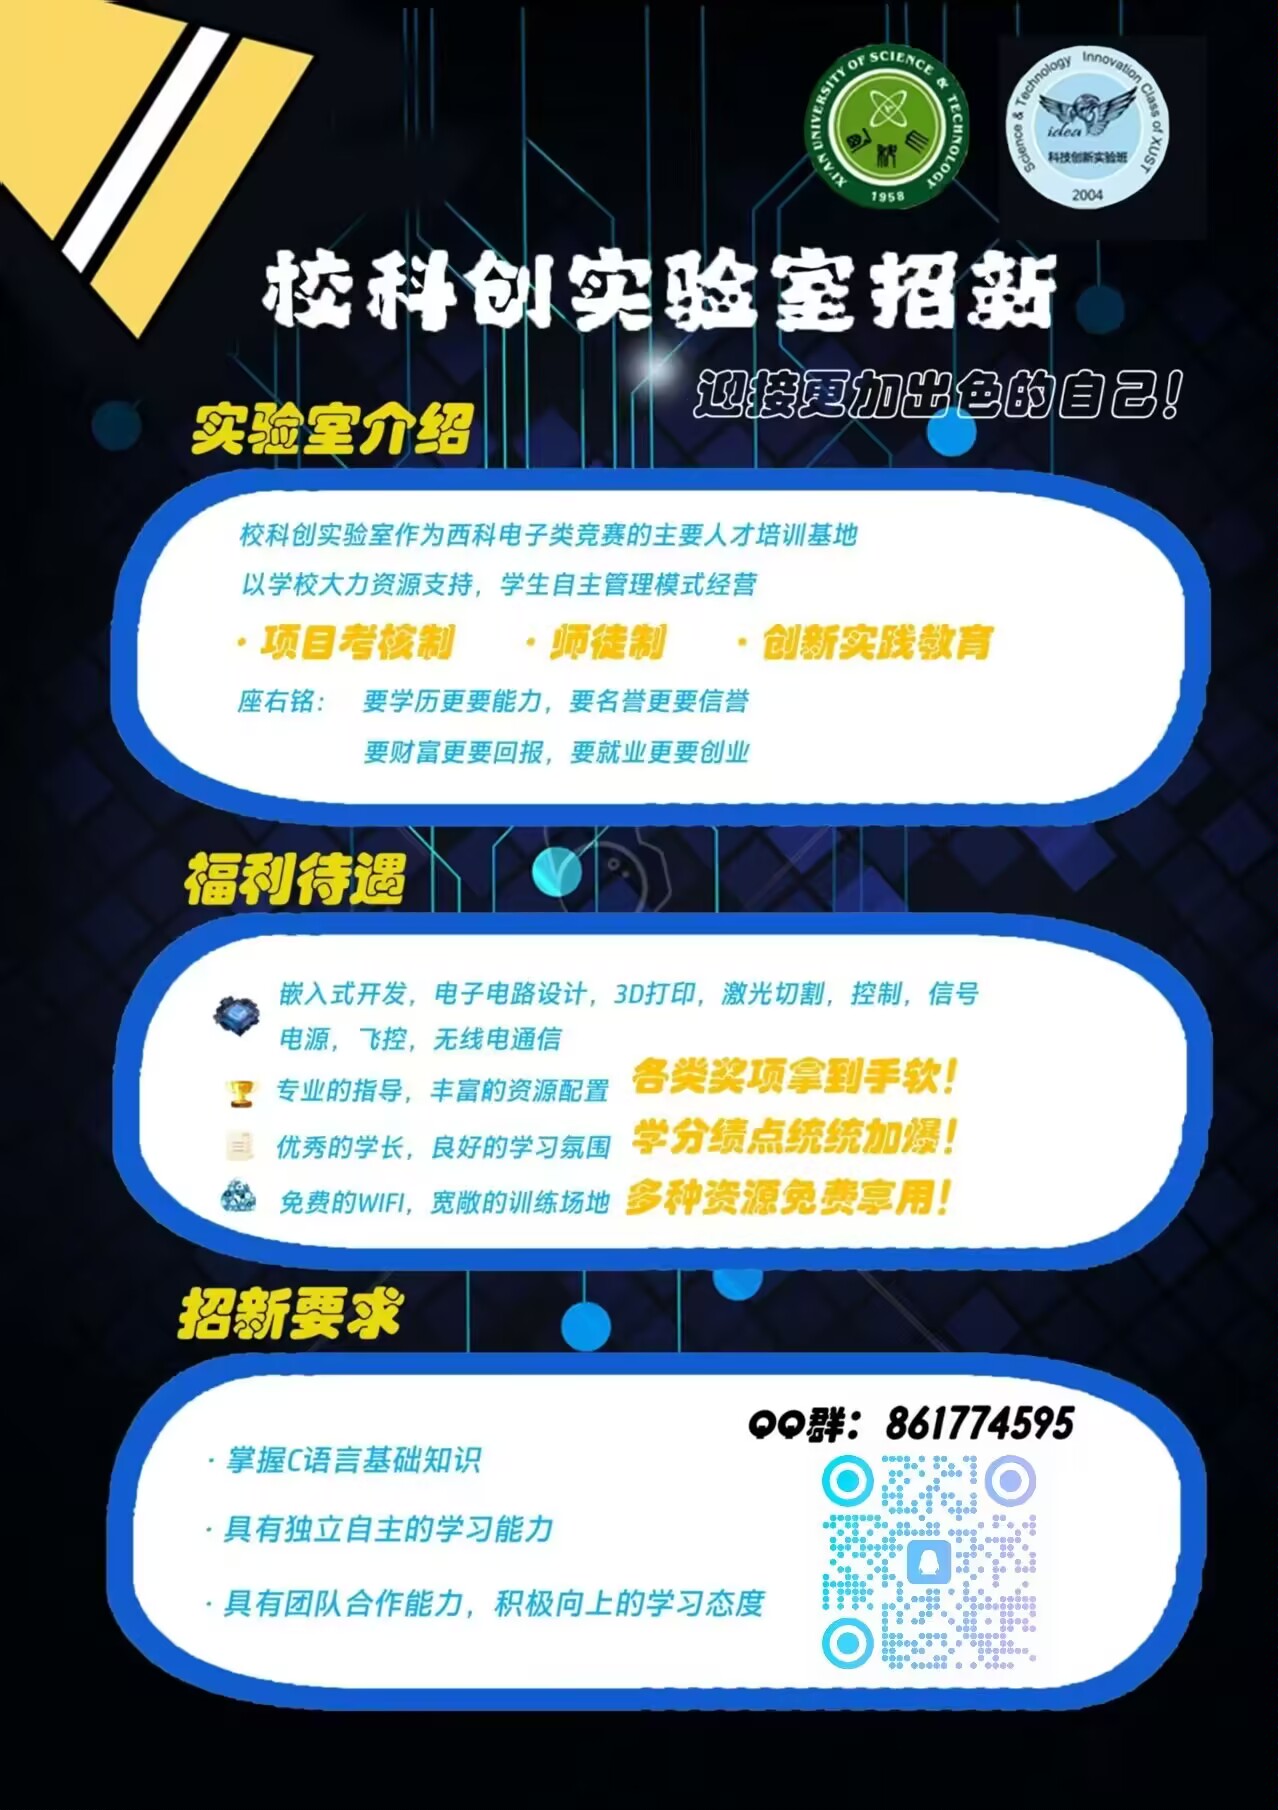 XI'AN UNIVERSITY OF SCIENCE & TECHNOLOGY
1958
Science & Technology Innovation Class of XUST
idea
科技创新实验班
2004
校科创实验室招新
迎接更加出色的自己！
实验室介绍
校科创实验室作为西科电子类竞赛的主要人才培训基地
以学校大力资源支持，学生自主管理模式经营
·项目考核制 ·师徒制 ·创新实践教育
座右铭： 要学历更要能力，要名誉更要信誉
要财富更要回报，要就业更要创业
福利待遇
嵌入式开发，电子电路设计，3D打印，激光切割，控制，信号
电源，飞控，无线电通信
专业的指导，丰富的资源配置 各类奖项拿到手软！
优秀的学长，良好的学习氛围 学分绩点统统加爆！
免费的WIFI，宽敞的训练场地 多种资源免费享用！
招新要求
QQ群：861774595
·掌握C语言基础知识
·具有独立自主的学习能力
·具有团队合作能力，积极向上的学习态度